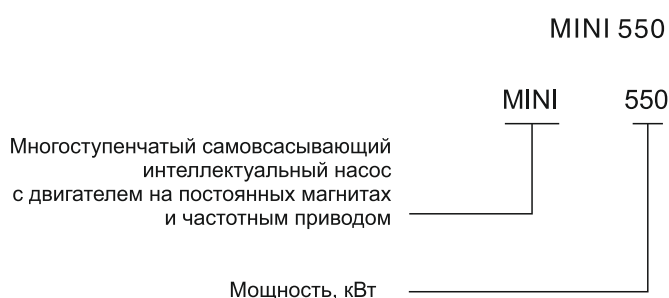 MINI 550
MINI 550
Многоступенчатый самовсасывающий
интеллектуальный насос
с двигателем на постоянных магнитах
и частотным приводом
Мощность, кВт